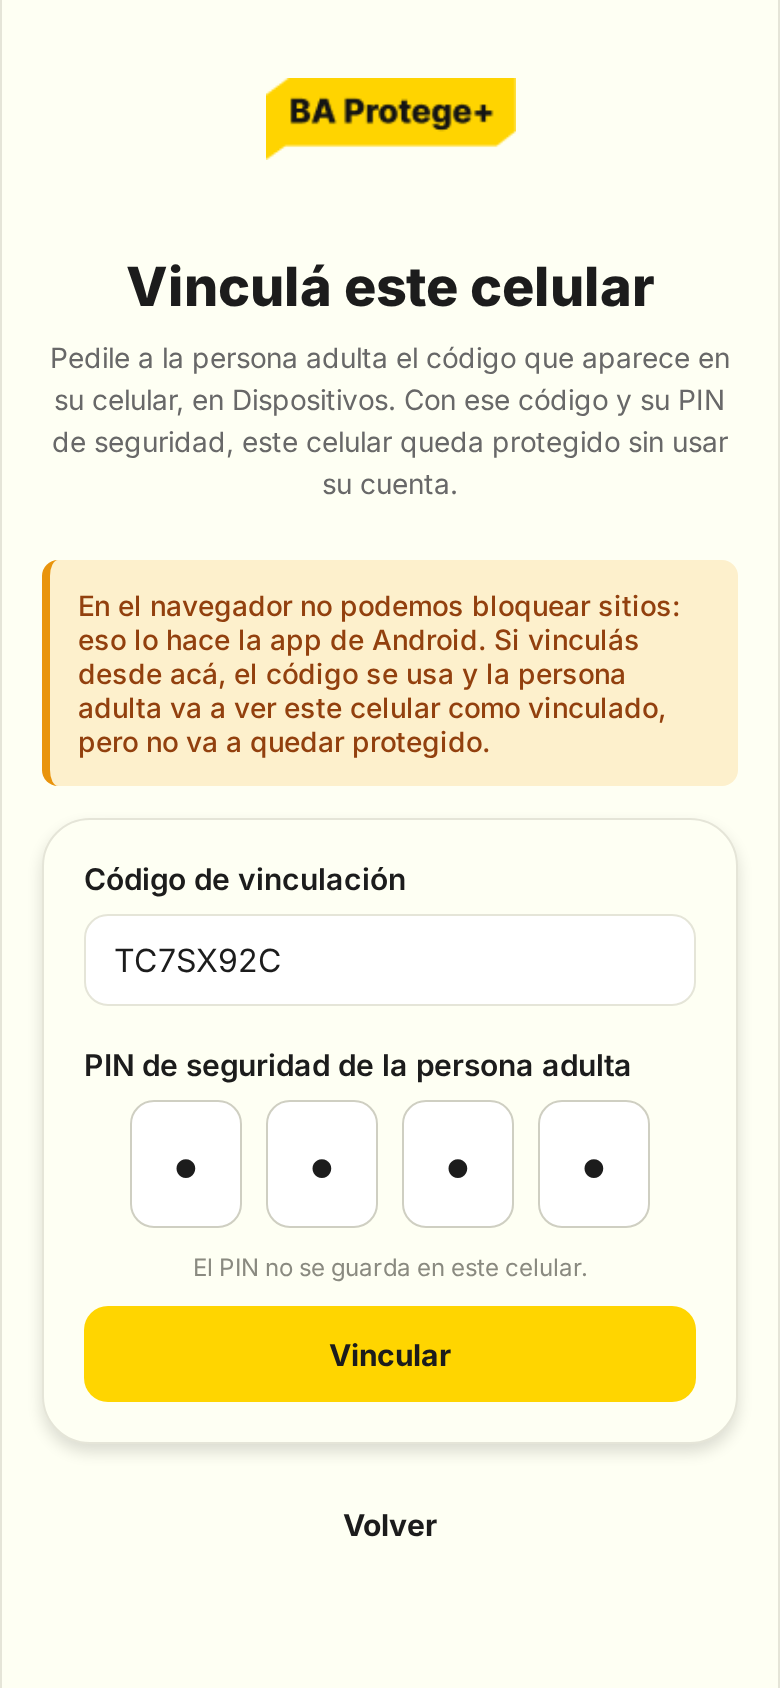 BA Protege+
Vinculá este celular
Pedile a la persona adulta el código que aparece en
su celular, en Dispositivos. Con ese código y su PIN
de seguridad, este celular queda protegido sin usar
su cuenta.
En el navegador no podemos bloquear sitios:
eso lo hace la app de Android. Si vinculás
desde acá, el código se usa y la persona
adulta va a ver este celular como vinculado,
pero no va a quedar protegido.
Código de vinculación
TC7SX92C
PIN de seguridad de la persona adulta
El PIN no se guarda en este celular.
Vincular
Volver